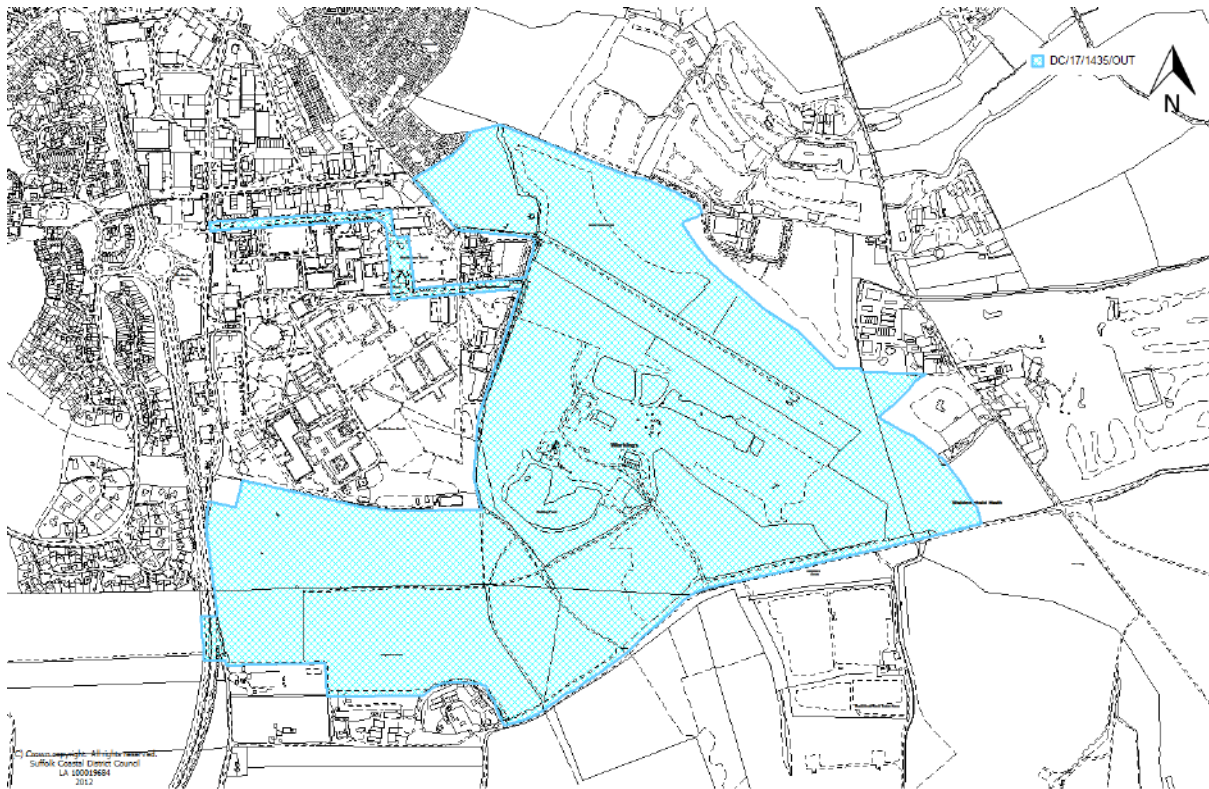 DC/17/1435/OUT
N
(C) Crown copyright. All rights reserved.
Suffolk Coastal District Council
LA 100019684
2012